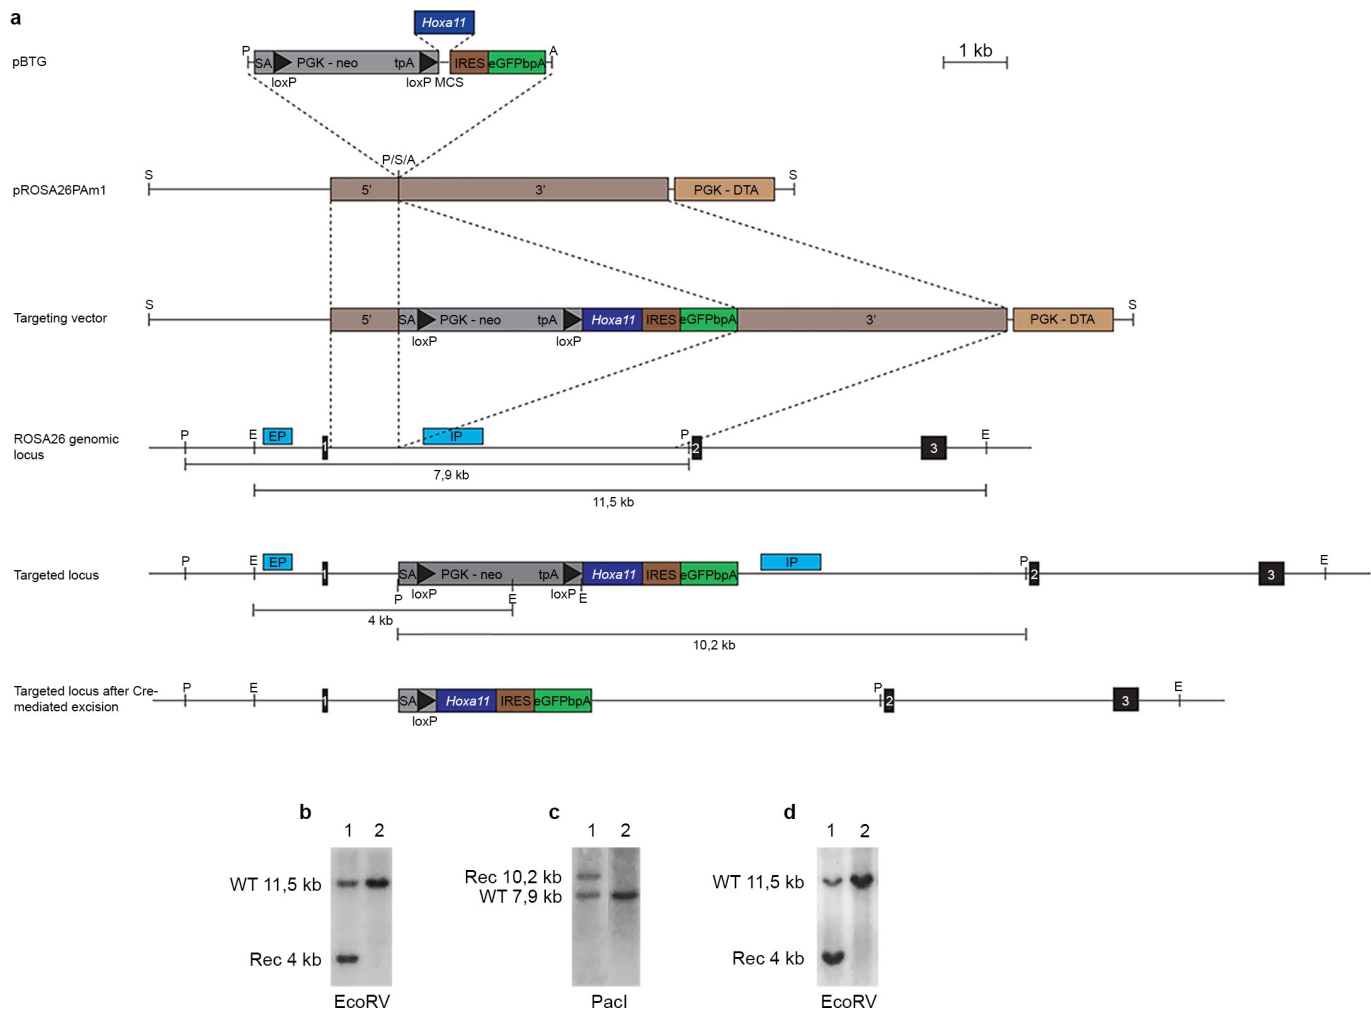 a
Hoxa11
pBTG
P
SA
PGK - neo
tpA
IRES
eGFPbpA
A
loxP
loxP MCS
1 kb
P/S/A
pROSA26PAm1
S
5'
3'
PGK - DTA
S
Targeting vector
S
5'
SA
PGK - neo
tpA
Hoxa11
IRES
eGFPbpA
3'
PGK - DTA
S
loxP
loxP
ROSA26 genomic
locus
P
E
EP
1
IP
P
2
3
E
7,9 kb
11,5 kb
Targeted locus
P
E
EP
1
SA
PGK - neo
tpA
Hoxa11
IRES
eGFPbpA
IP
P
2
3
E
P
loxP
E
loxP
E
4 kb
10,2 kb
Targeted locus after Cre-
mediated excision
P
E
1
SA
Hoxa11
IRES
eGFPbpA
P
2
3
E
loxP
b
1 2
WT 11,5 kb
Rec 4 kb
EcoRV
c
1 2
Rec 10,2 kb
WT 7,9 kb
PacI
d
1 2
WT 11,5 kb
Rec 4 kb
EcoRV